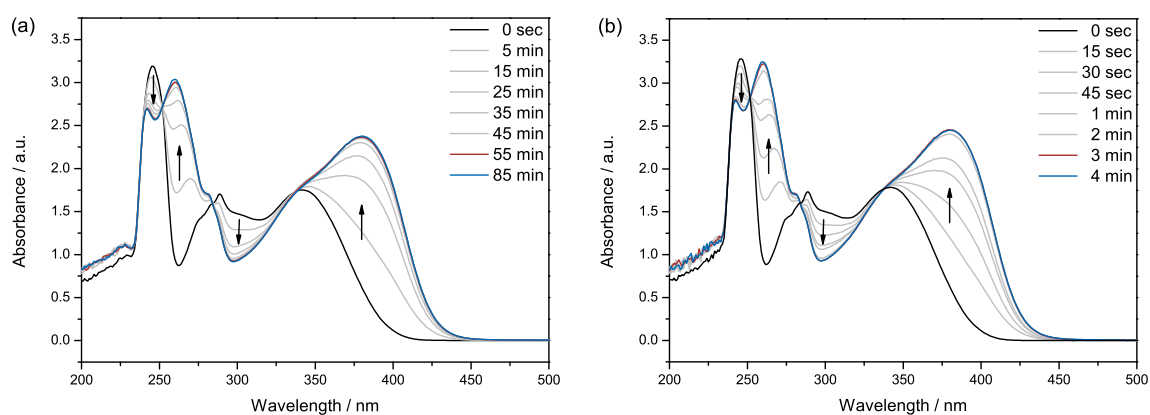 (a)
Absorbance / a.u.
3.5
3.0
2.5
2.0
1.5
1.0
0.5
0.0
0 sec
5 min
15 min
25 min
35 min
45 min
55 min
85 min
200 250 300 350 400 450 500
Wavelength / nm
(b)
Absorbance / a.u.
3.5
3.0
2.5
2.0
1.5
1.0
0.5
0.0
0 sec
15 sec
30 sec
45 sec
1 min
2 min
3 min
4 min
200 250 300 350 400 450 500
Wavelength / nm